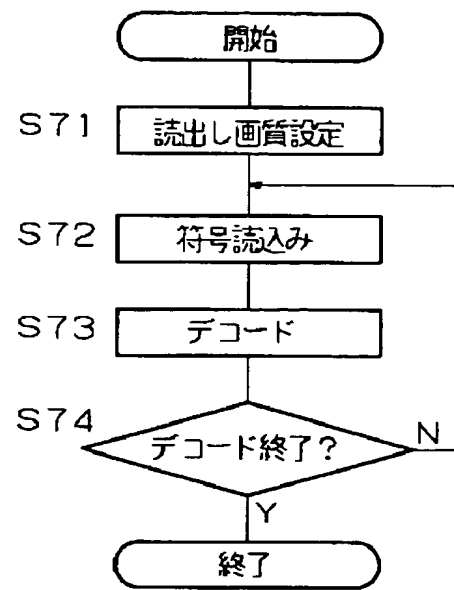 開始
S71 読出し画質設定
S72 符号読込み
S73 デコード
S74 デコード終了? N
Y
終了